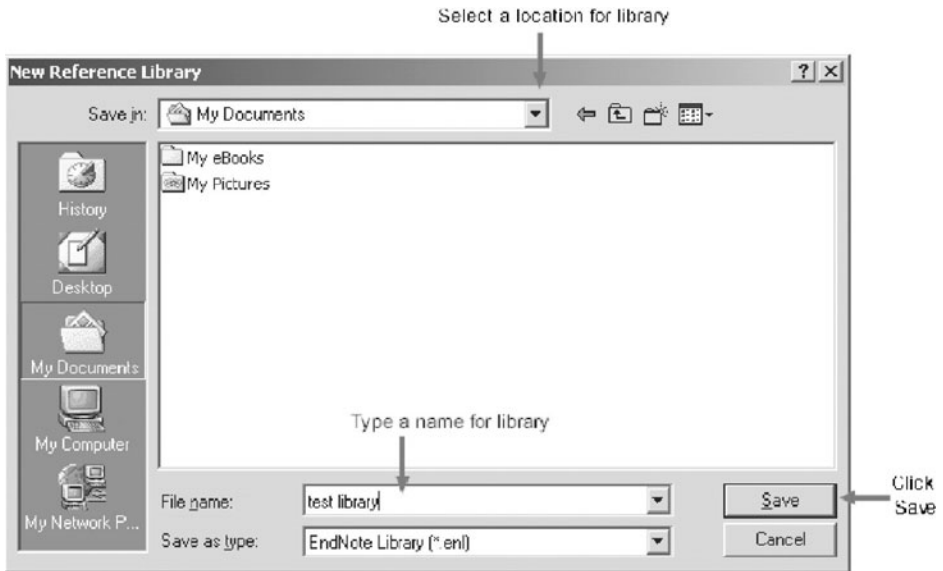 Select a location for library
New Reference Library
Save in:
My Documents
My eBooks
My Pictures
History
Desktop
My Documents
My Computer
My Network P...
Type a name for library
File name:
test library
Save
Click
Save
Save as type:
EndNote Library (*.enl)
Cancel